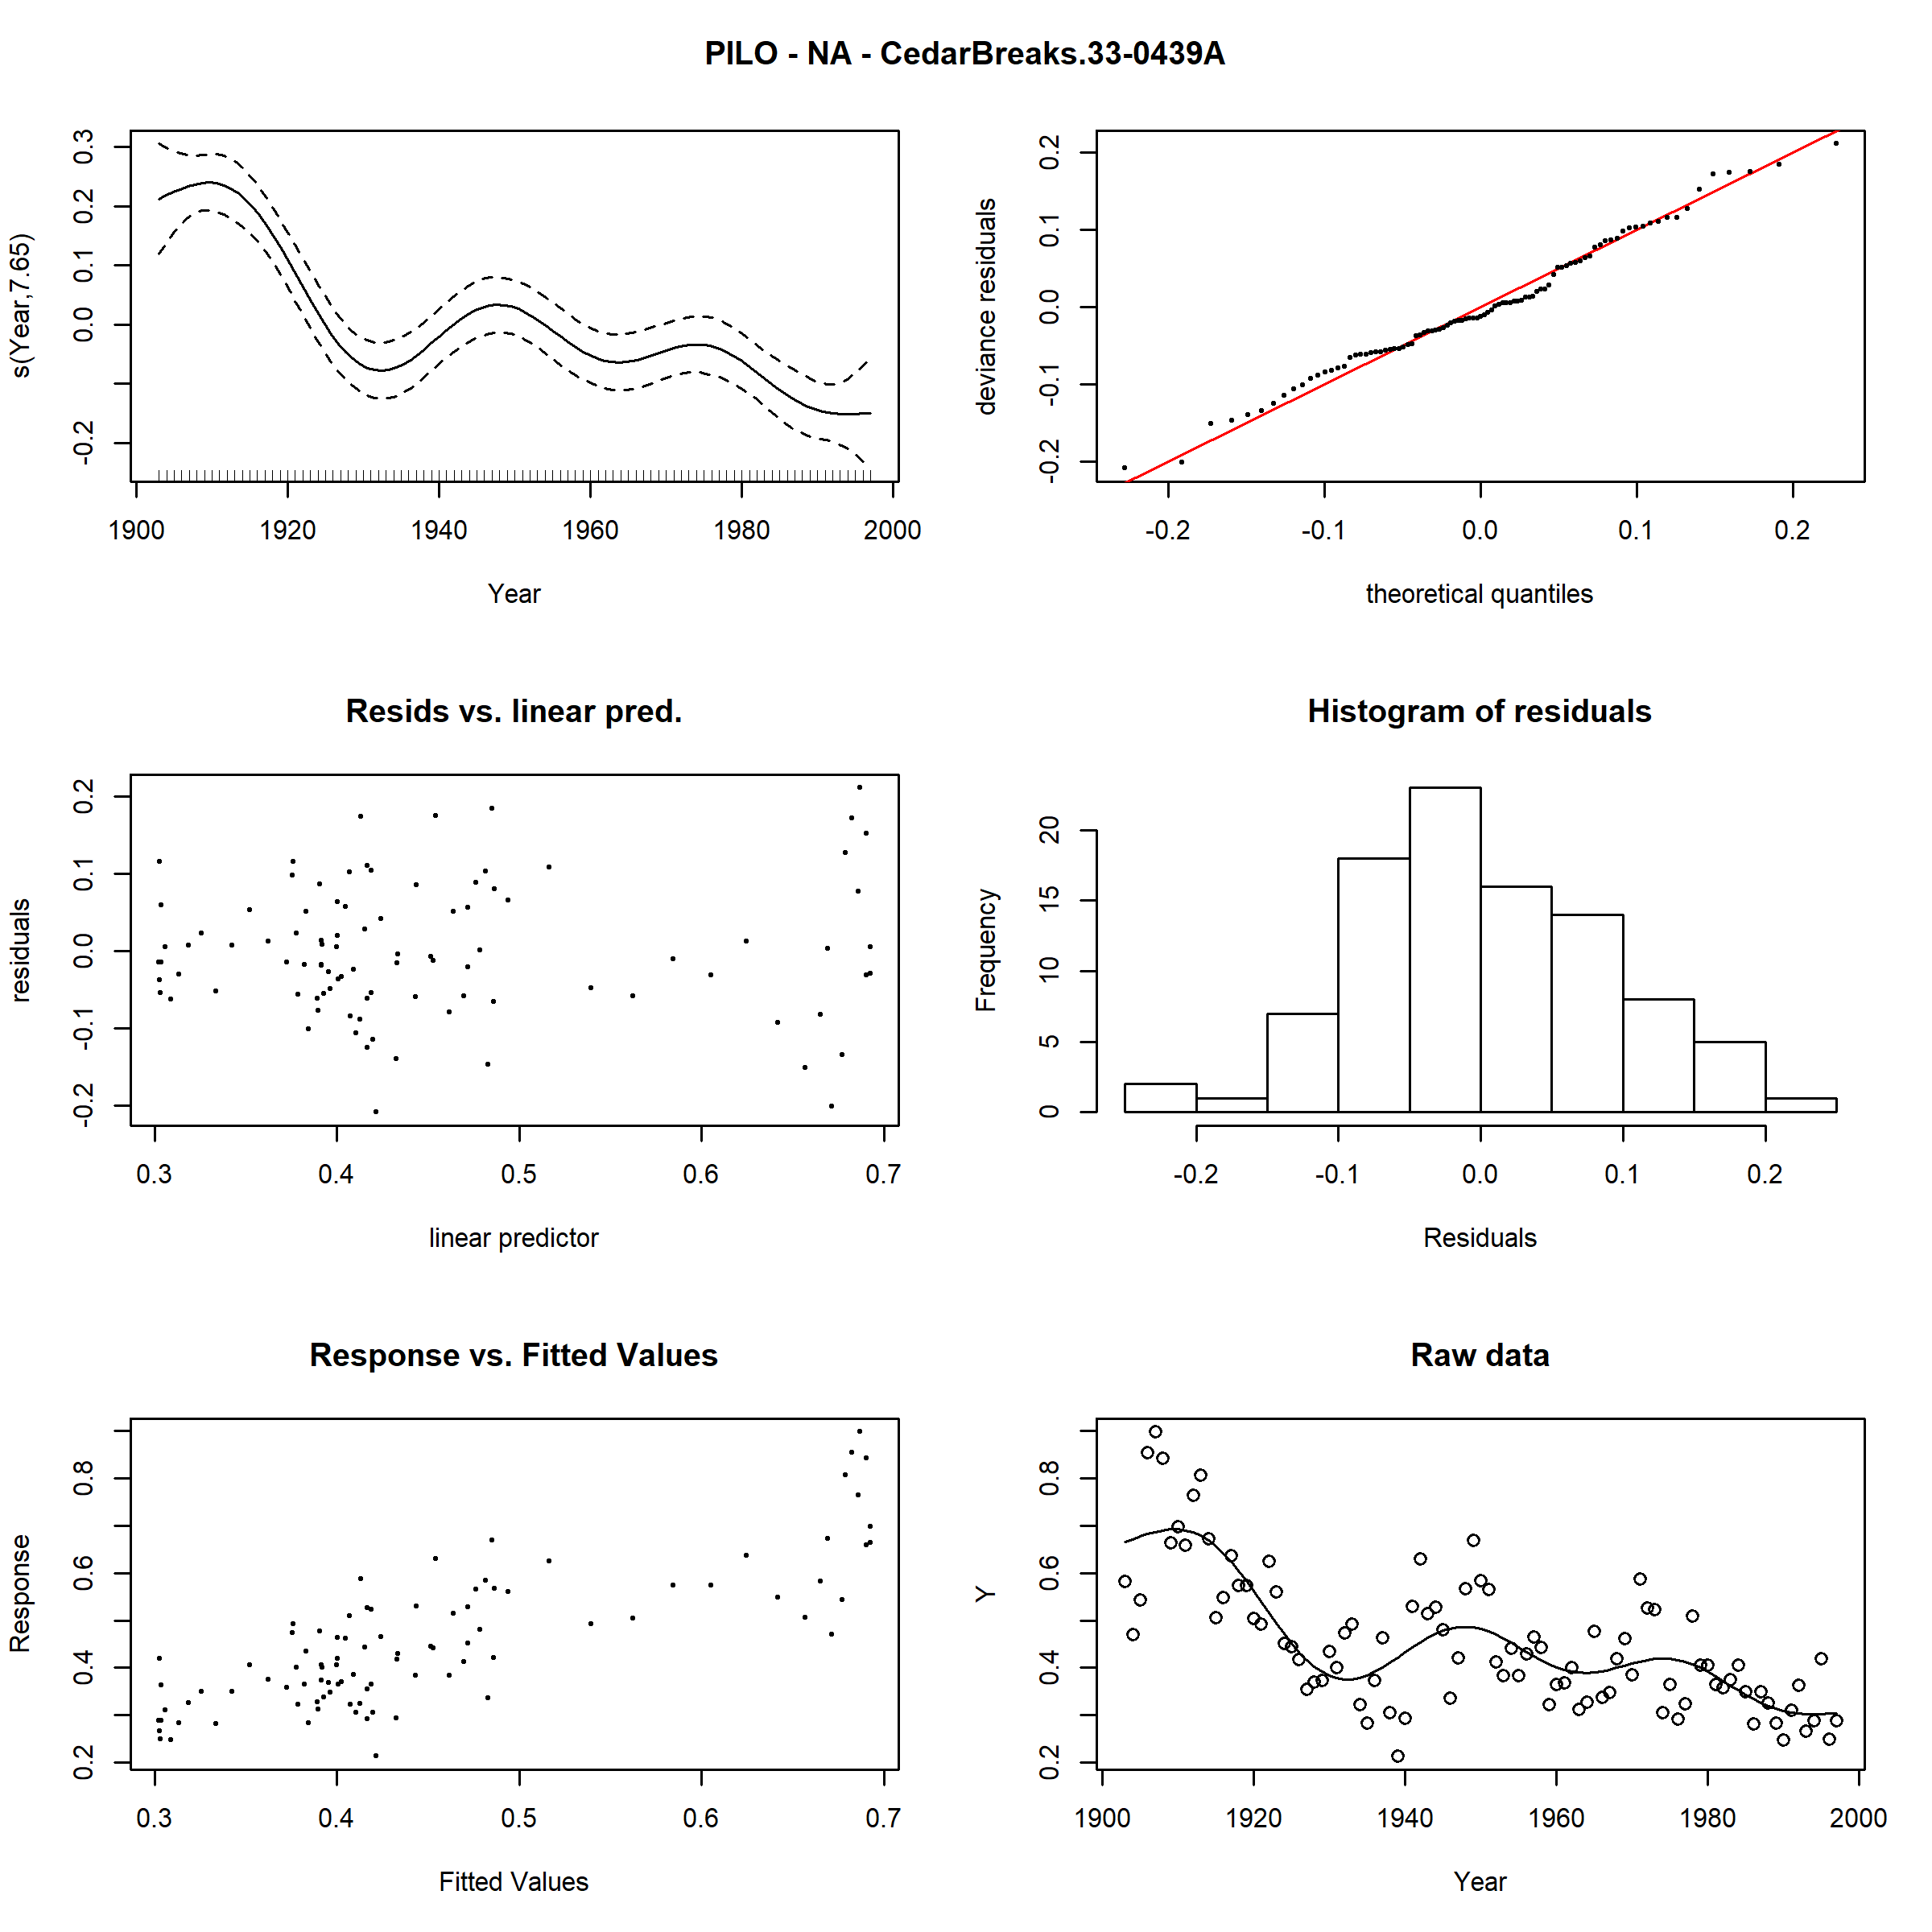 PILO - NA - CedarBreaks.33-0439A
s(Year,7.65)
0.3
0.2
0.1
0.0
-0.2
1900 1920 1940 1960 1980 2000
Year
deviance residuals
0.2
0.1
0.0
-0.1
-0.2
-0.2 -0.1 0.0 0.1 0.2
theoretical quantiles
Resids vs. linear pred.
residuals
0.2
0.1
0.0
-0.1
-0.2
0.3 0.4 0.5 0.6 0.7
linear predictor
Histogram of residuals
Frequency
20
15
10
5
0
-0.2 -0.1 0.0 0.1 0.2
Residuals
Response vs. Fitted Values
Response
0.8
0.6
0.4
0.2
0.3 0.4 0.5 0.6 0.7
Fitted Values
Raw data
Y
0.8
0.6
0.4
0.2
1900 1920 1940 1960 1980 2000
Year